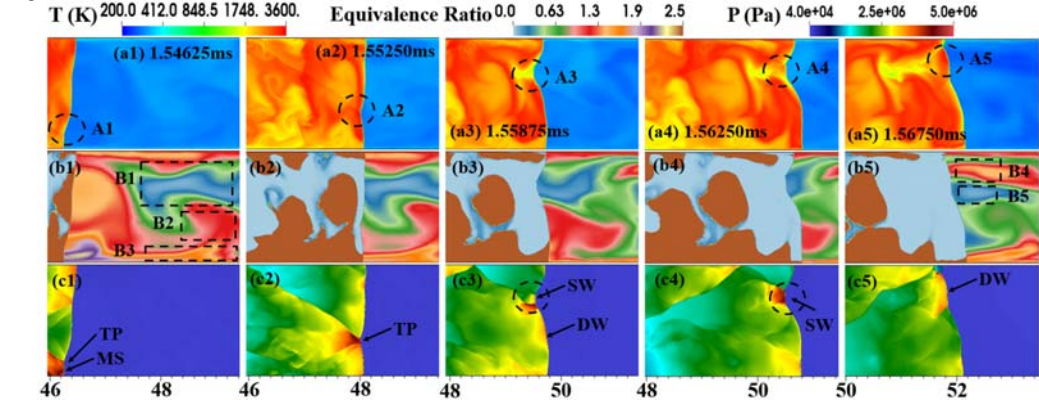 T (K) 200.0 412.0 848.5 1748. 3600. Equivalence Ratio 0.0 0.63 1.3 1.9 2.5 P (Pa) 4.0e+04 2.5e+06 5.0e+06
(a1) 1.54625ms (a2) 1.55250ms A3 A4 A5
A1 A2 (a3) 1.55875ms (a4) 1.56250ms (a5) 1.56750ms
(b1) B1 (b2) (b3) (b4) (b5) B4
B2 B5
B3
(c1) (c2) (c3) SW (c4) (c5) DW
TP TP DW SW
MS
46 48 46 48 48 50 48 50 50 52